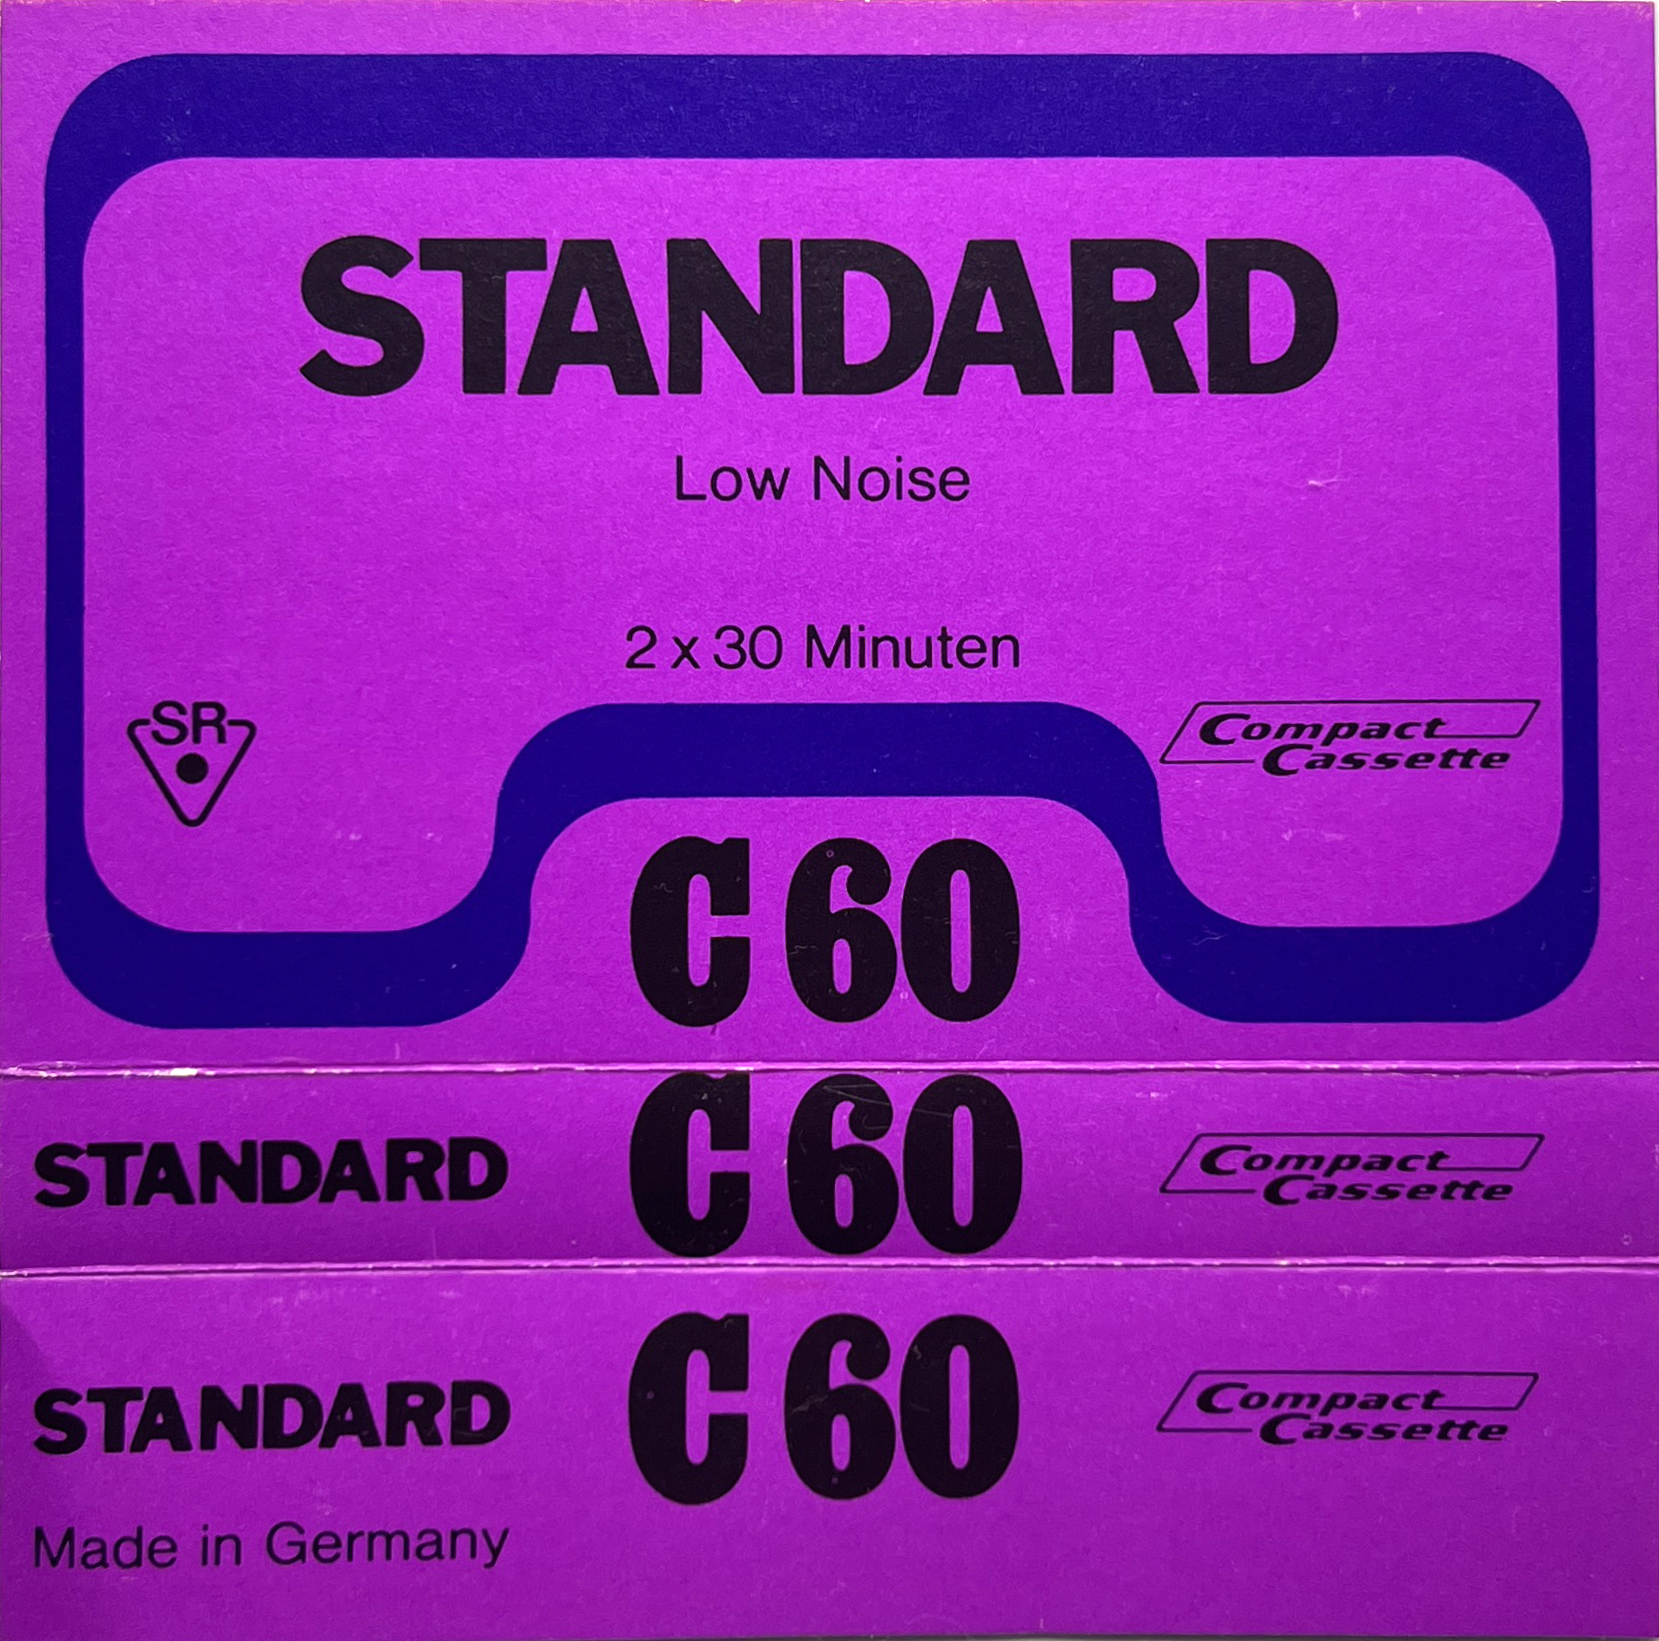 STANDARD
Low Noise
2 x 30 Minuten
SR
Compact
Cassette
C 60
STANDARD
C 60
Compact
Cassette
STANDARD
C 60
Compact
Cassette
Made in Germany